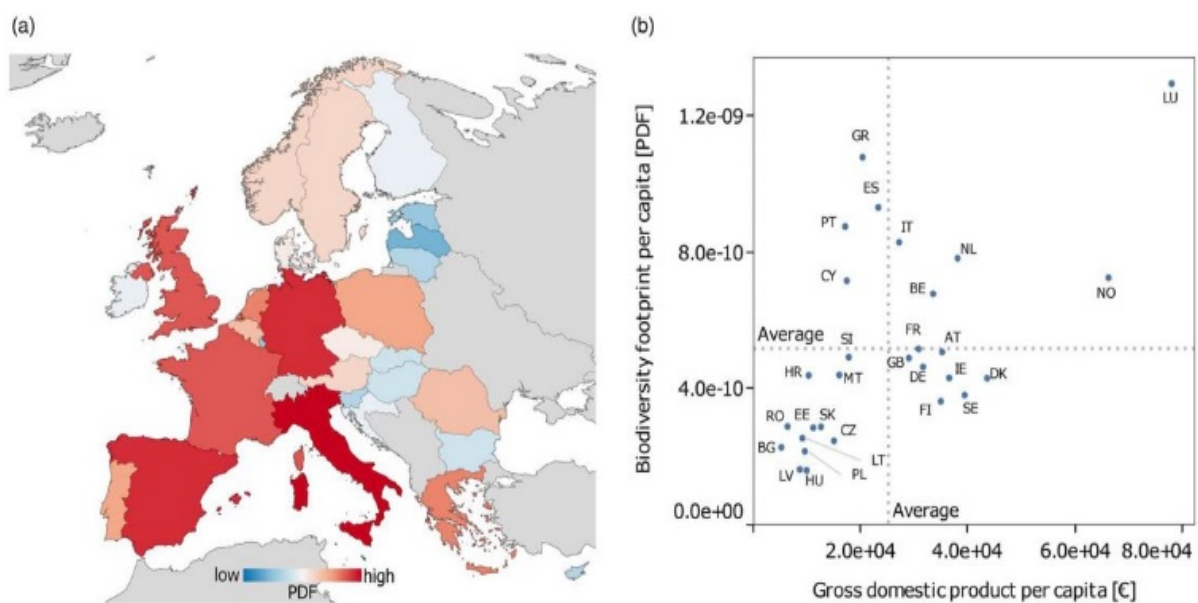 (a)
low high
PDF
(b)
Biodiversity footprint per capita [PDF]
1.2e-09
8.0e-10
4.0e-10
0.0e+00
LU
GR
ES
PT
IT
NL
CY
BE
NO
Average
FR
AT
SI
GB
DE
IE
DK
HR
MT
FI
SE
RO
EE
SK
CZ
BG
LT
PL
LV
HU
Average
2.0e+04 4.0e+04 6.0e+04 8.0e+04
Gross domestic product per capita [€]